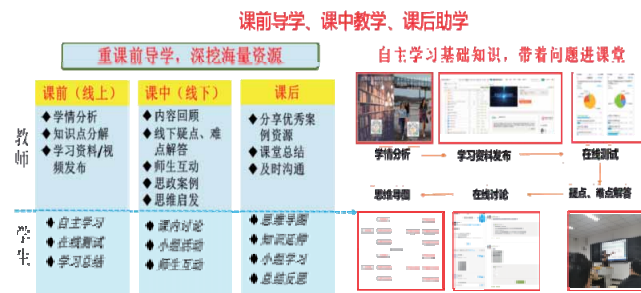 课前导学、课中教学、课后助学
重课前导学，深挖海量资源
自主学习基础知识，带着问题进课堂
课前（线上）
◆学情分析
◆知识点分解
◆学习资料/视
频发布
课中（线下）
◆内容回顾
◆线下疑点、难
点解答
◆师生互动
◆思政案例
◆思维启发
课后
◆分享优秀案
例资源
◆课堂总结
◆及时沟通
教师
学生
◆自主学习
◆在线测试
◆学习总结
◆课内讨论
◆小组活动
◆师生互动
◆思维导图
◆知识延伸
◆小组学习
◆总结反思
学情分析
学习资料发布
在线测试
思维导图
在线讨论
疑点、难点解答